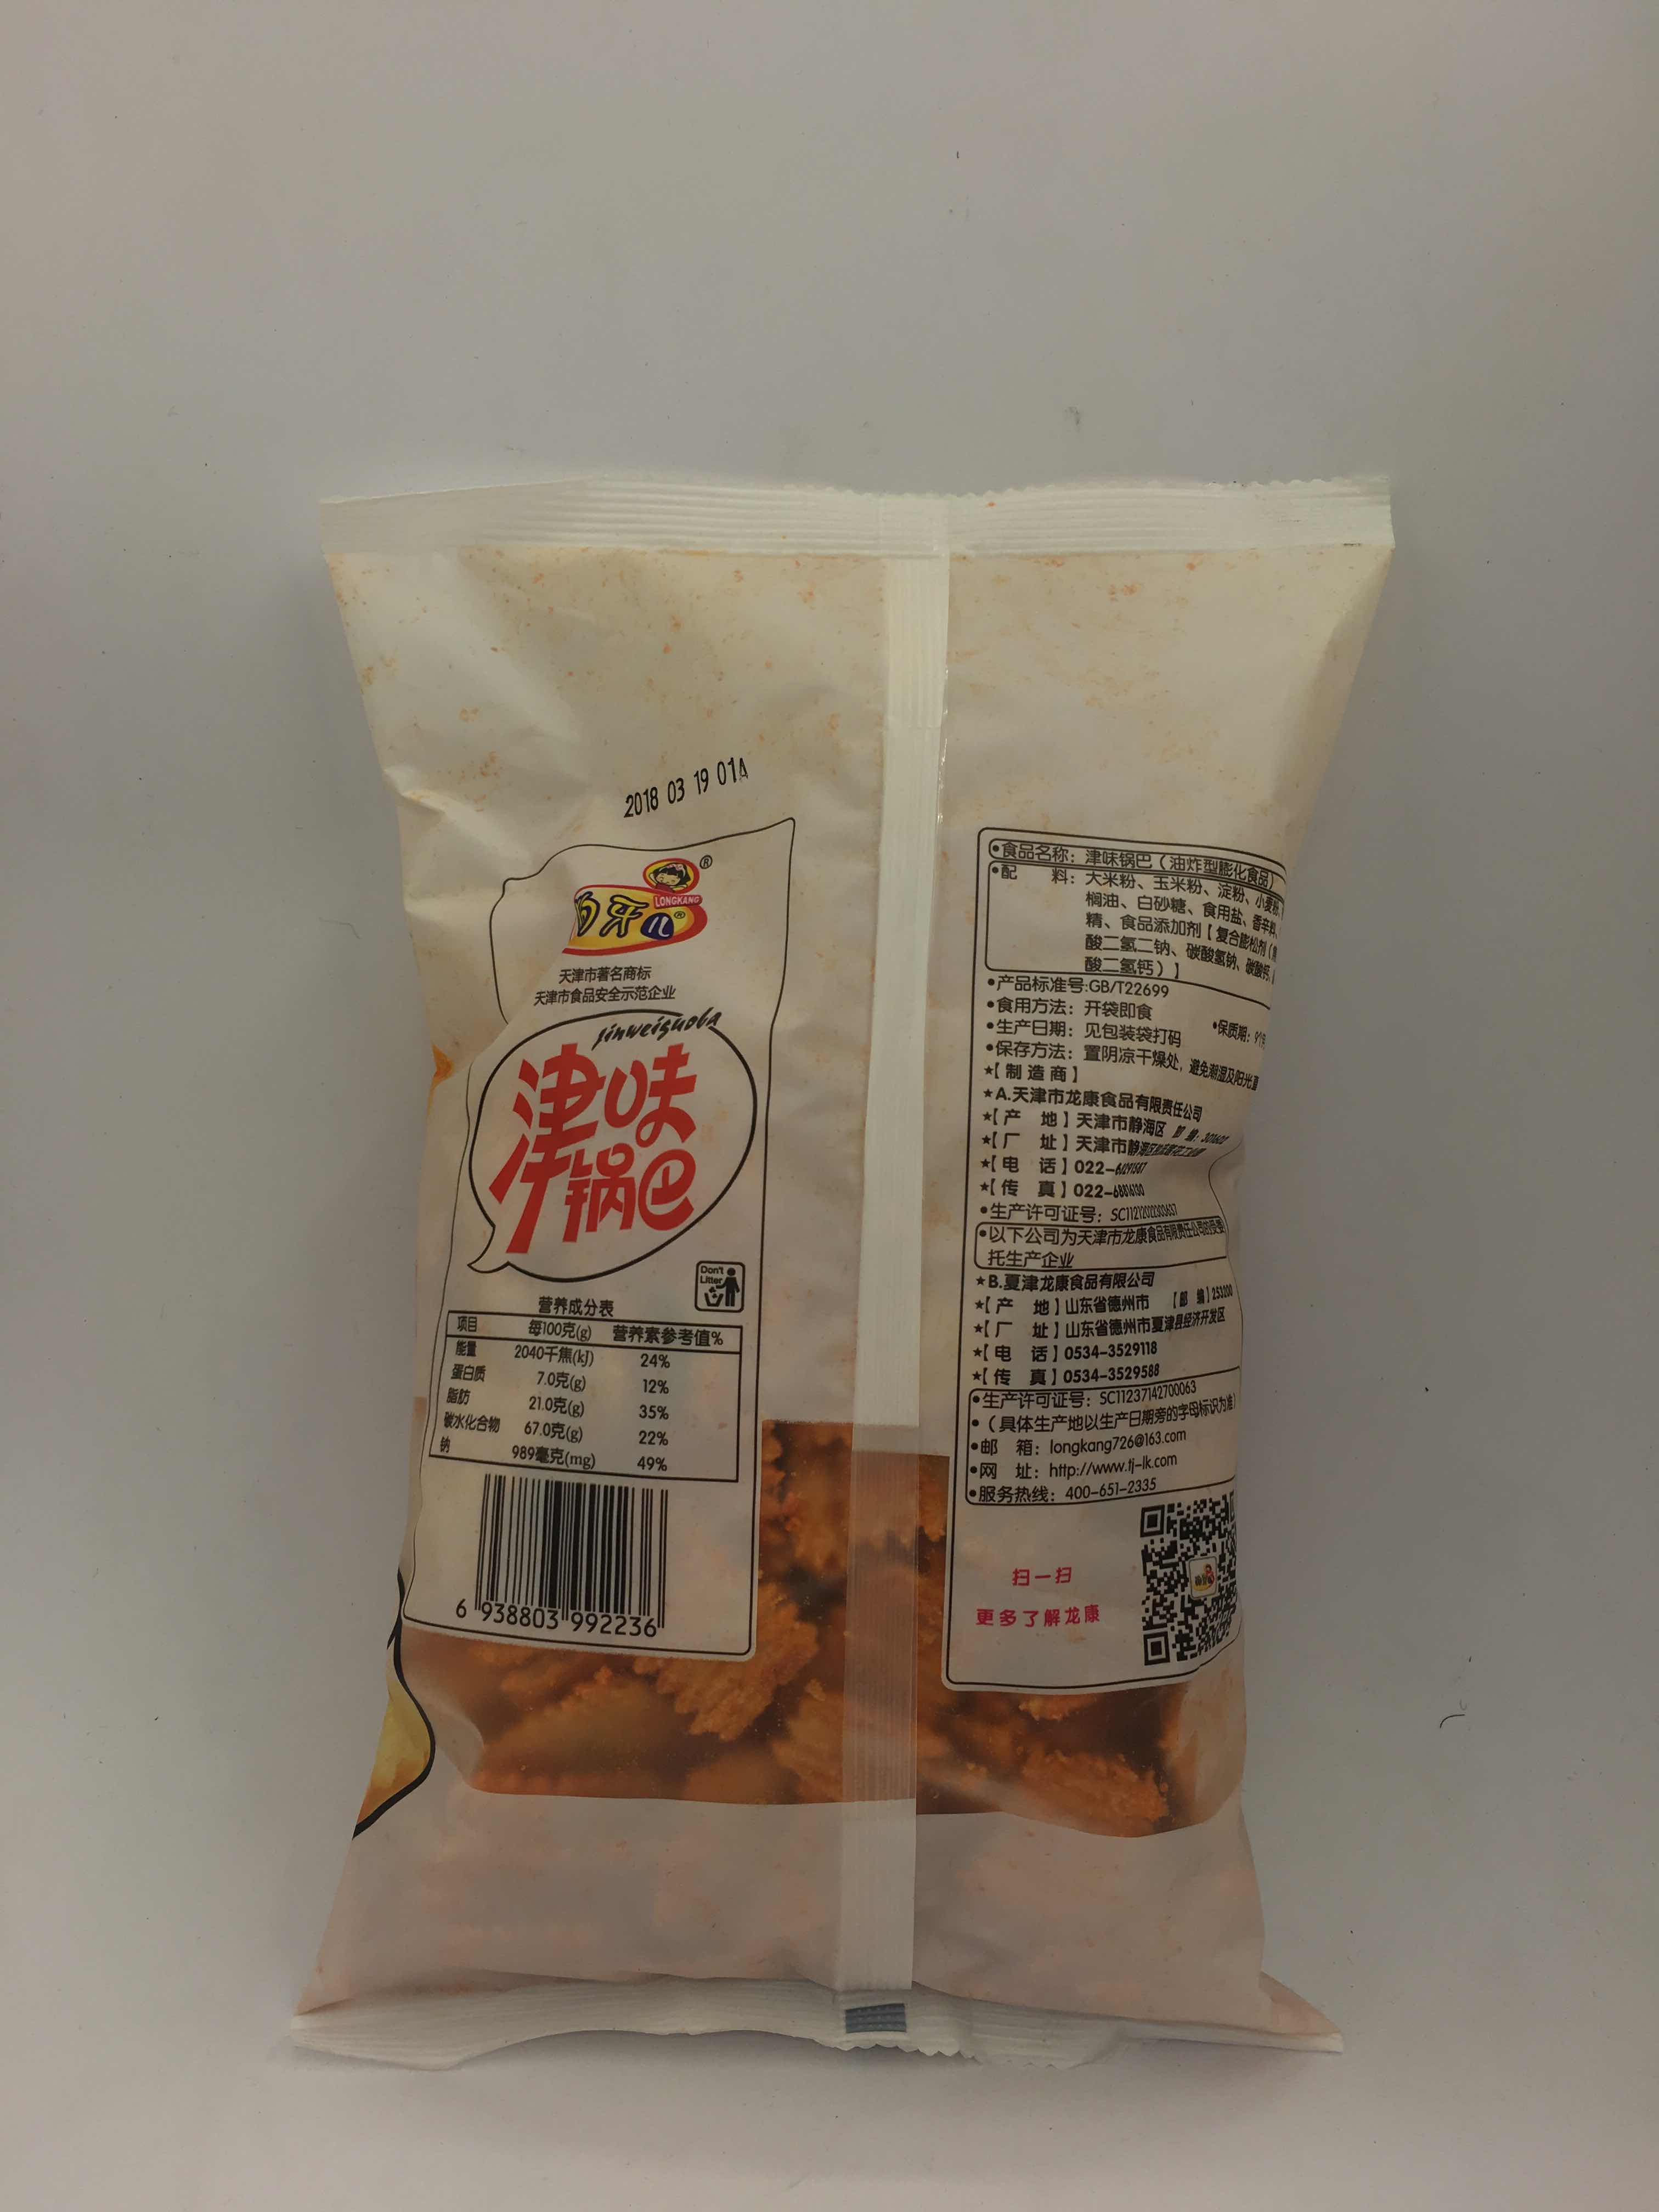 2018 03 19 01A
LONGKANG
牙儿
天津市著名商标
天津市食品安全示范企业
jinweiguoba
津味
锅巴
Don't
Litter
营养成分表
项目 每100克(g) 营养素参考值%
能量 2040千焦(kJ) 24%
蛋白质 7.0克(g) 12%
脂肪 21.0克(g) 35%
碳水化合物 67.0克(g) 22%
钠 989毫克(mg) 49%
6 938803 992236
•食品名称：津味锅巴（油炸型膨化食品）
•配 料：大米粉、玉米粉、淀粉、小麦粉、
榈油、白砂糖、食用盐、香辛料、
精、食品添加剂【复合膨松剂（
酸二氢二钠、碳酸氢钠、碳酸钙、
酸二氢钙）】
•产品标准号:GB/T22699
•食用方法：开袋即食
•生产日期：见包装袋打码 •保质期：9个
•保存方法：置阴凉干燥处，避免潮湿及阳光
★【制造商】
★A.天津市龙康食品有限责任公司
★【产 地】天津市静海区 邮 编：
★【厂 址】天津市静海区
★【电 话】022-
★【传 真】022-
•生产许可证号：
•以下公司为天津市龙康食品有限责任公司的受委
托生产企业
★B.夏津龙康食品有限公司
★【产 地】山东省德州市 【邮 编】253200
★【厂 址】山东省德州市夏津县经济开发区
★【电 话】0534-3529118
★【传 真】0534-3529588
•生产许可证号：SC11237142700063
•（具体生产地以生产日期旁的字母标识为准）
•邮 箱：longkang726@163.com
•网 址：http://www.tj-lk.com
•服务热线：400-651-2335
扫一扫
更多了解龙康